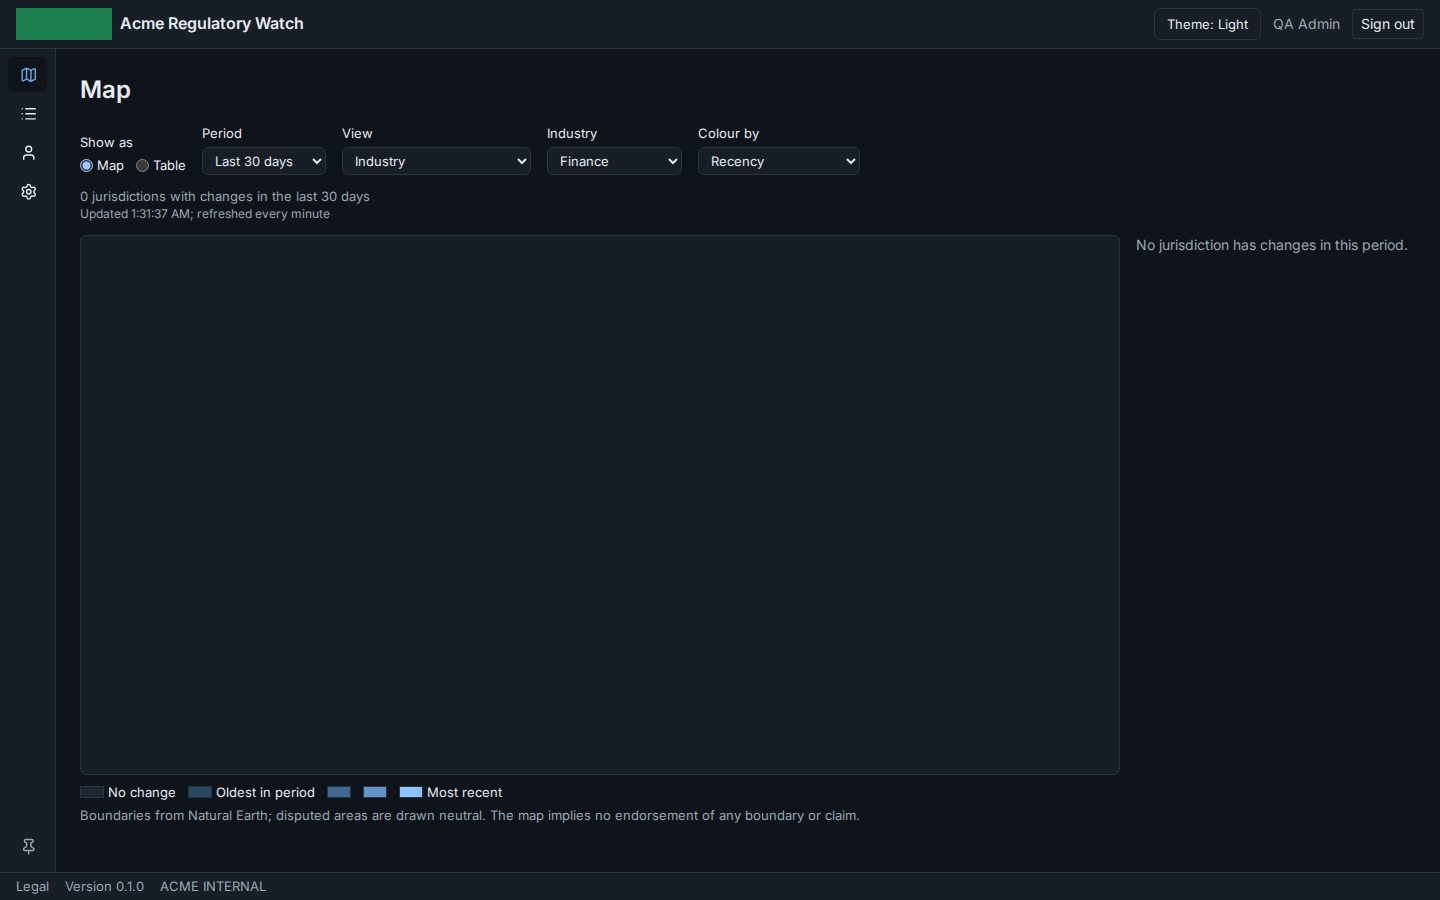 Acme Regulatory Watch
Theme: Light
QA Admin
Sign out
Map
Show as
Map
Table
Period
Last 30 days
View
Industry
Industry
Finance
Colour by
Recency
0 jurisdictions with changes in the last 30 days
Updated 1:31:37 AM; refreshed every minute
No jurisdiction has changes in this period.
No change
Oldest in period
Most recent
Boundaries from Natural Earth; disputed areas are drawn neutral. The map implies no endorsement of any boundary or claim.
Legal
Version 0.1.0
ACME INTERNAL